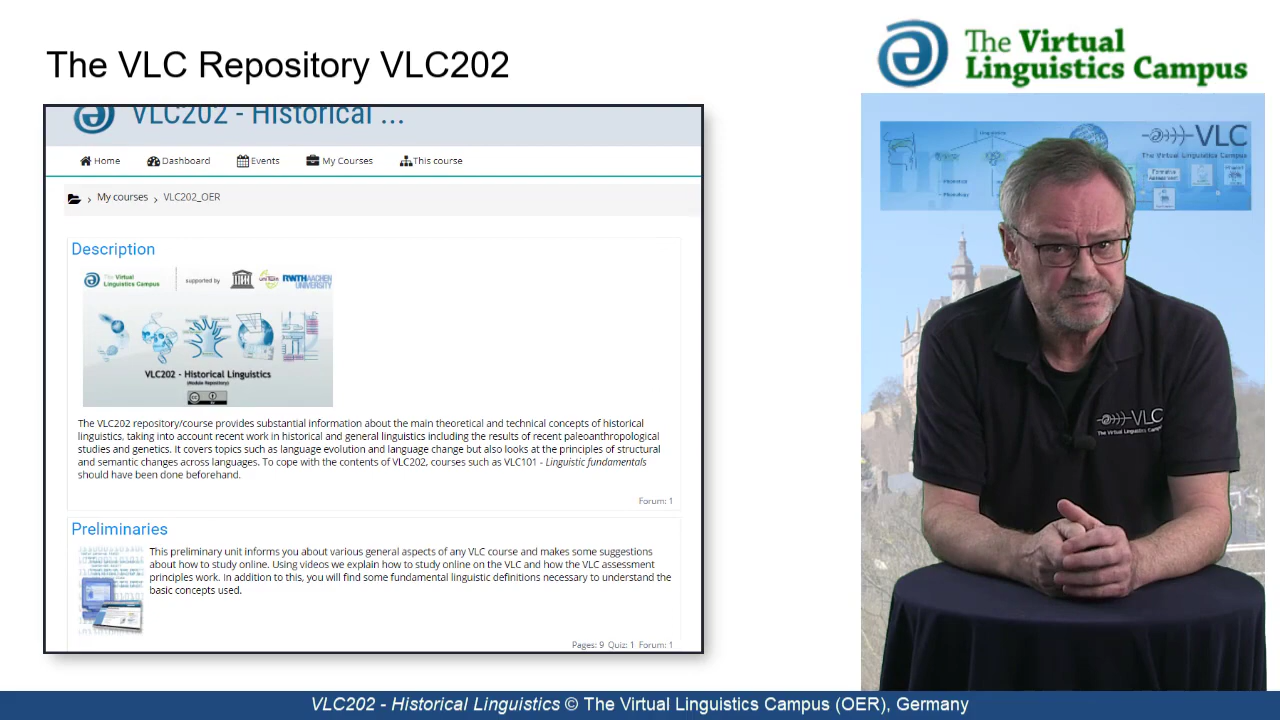 The VLC Repository VLC202
The Virtual
Linguistics Campus
VLC202 - Historical ...
Home Dashboard Events My Courses This course
My courses VLC202_OER
Description
The Virtual
Linguistics Campus
supported by
RWTHAACHEN
UNIVERSITY
VLC202 - Historical Linguistics
(Module Repository)
The VLC202 repository/course provides substantial information about the main theoretical and technical concepts of historical
linguistics, taking into account recent work in historical and general linguistics including the results of recent paleoanthropological
studies and genetics. It covers topics such as language evolution and language change but also looks at the principles of structural
and semantic changes across languages. To cope with the contents of VLC202, courses such as VLC101 - Linguistic fundamentals
should have been done beforehand.
Forum: 1
Preliminaries
This preliminary unit informs you about various general aspects of any VLC course and makes some suggestions
about how to study online. Using videos we explain how to study online on the VLC and how the VLC assessment
principles work. In addition to this, you will find some fundamental linguistic definitions necessary to understand the
basic concepts used.
Pages: 9 Quiz: 1 Forum: 1
VLC
The Virtual Linguistics Campus
Linguistics
Phonetics
Phonology
Formative
Assessment
VLC
The Virtual Linguistics Campus
VLC202 - Historical Linguistics © The Virtual Linguistics Campus (OER), Germany